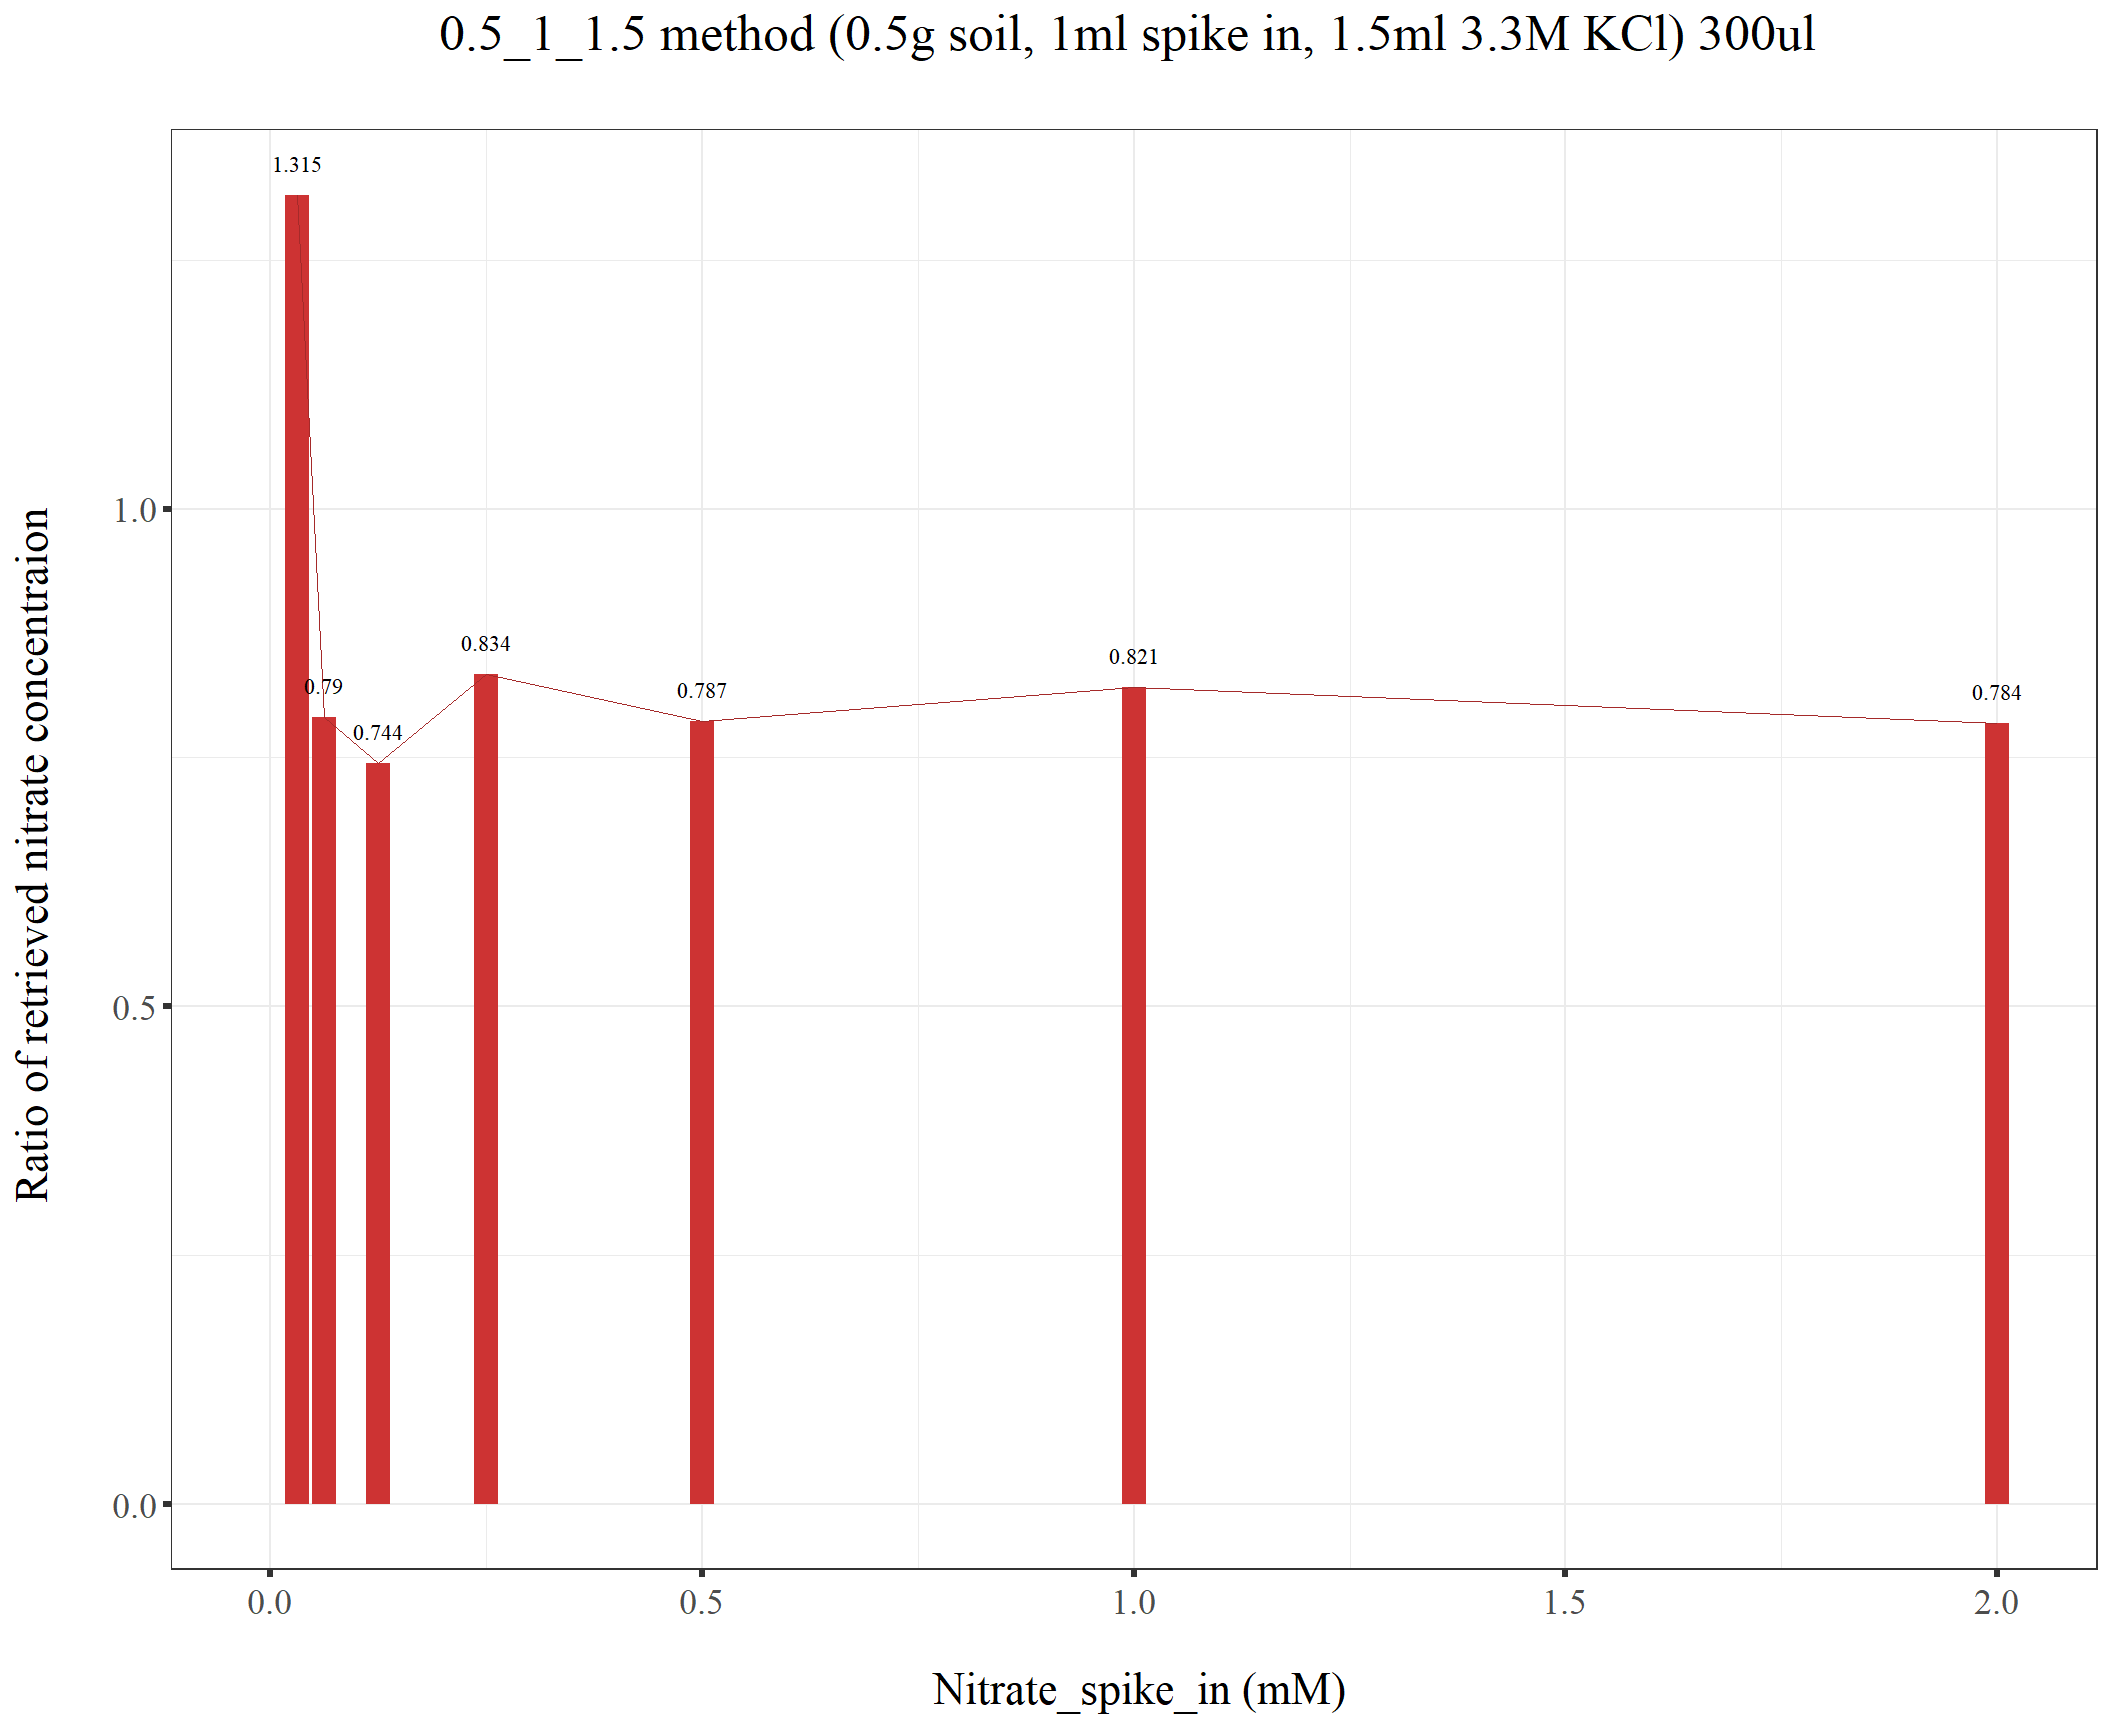 0.5_1_1.5 method (0.5g soil, 1ml spike in, 1.5ml 3.3M KCl) 300ul
1.315
1.0
0.834
0.821
0.79
0.787
0.784
0.744
Ratio of retrieved nitrate concentraion
0.5
0.0
0.0 0.5 1.0 1.5 2.0
Nitrate_spike_in (mM)